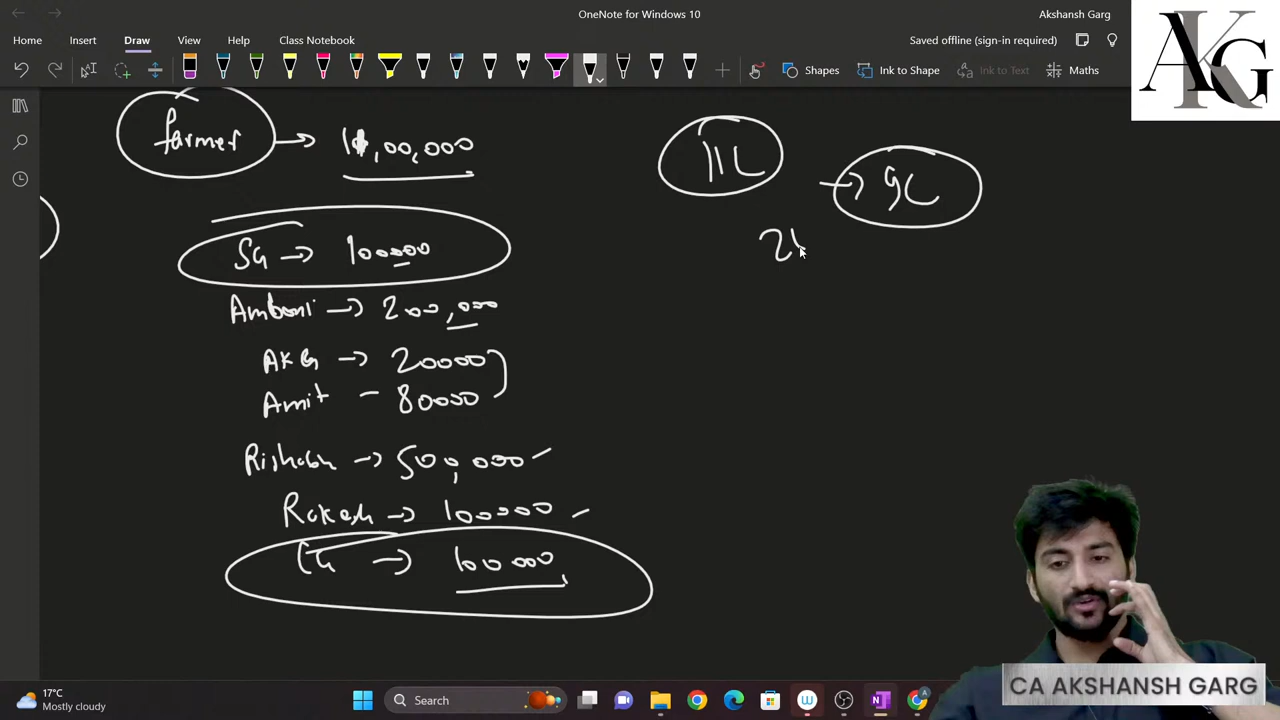 OneNote for Windows 10
Akshansh Garg
Home Insert Draw View Help Class Notebook
Saved offline (sign-in required)
Shapes Ink to Shape Ink to Text Maths
AKG
farmer → 11,00,000
11L
→ 9L
SG → 100000
2L
Ambani → 200,000
AKG → 20000
Amit - 80000
Rishabh → 500,000
Rakesh → 100000
CG → 100000
CA AKSHANSH GARG
17°C
Mostly cloudy
Search